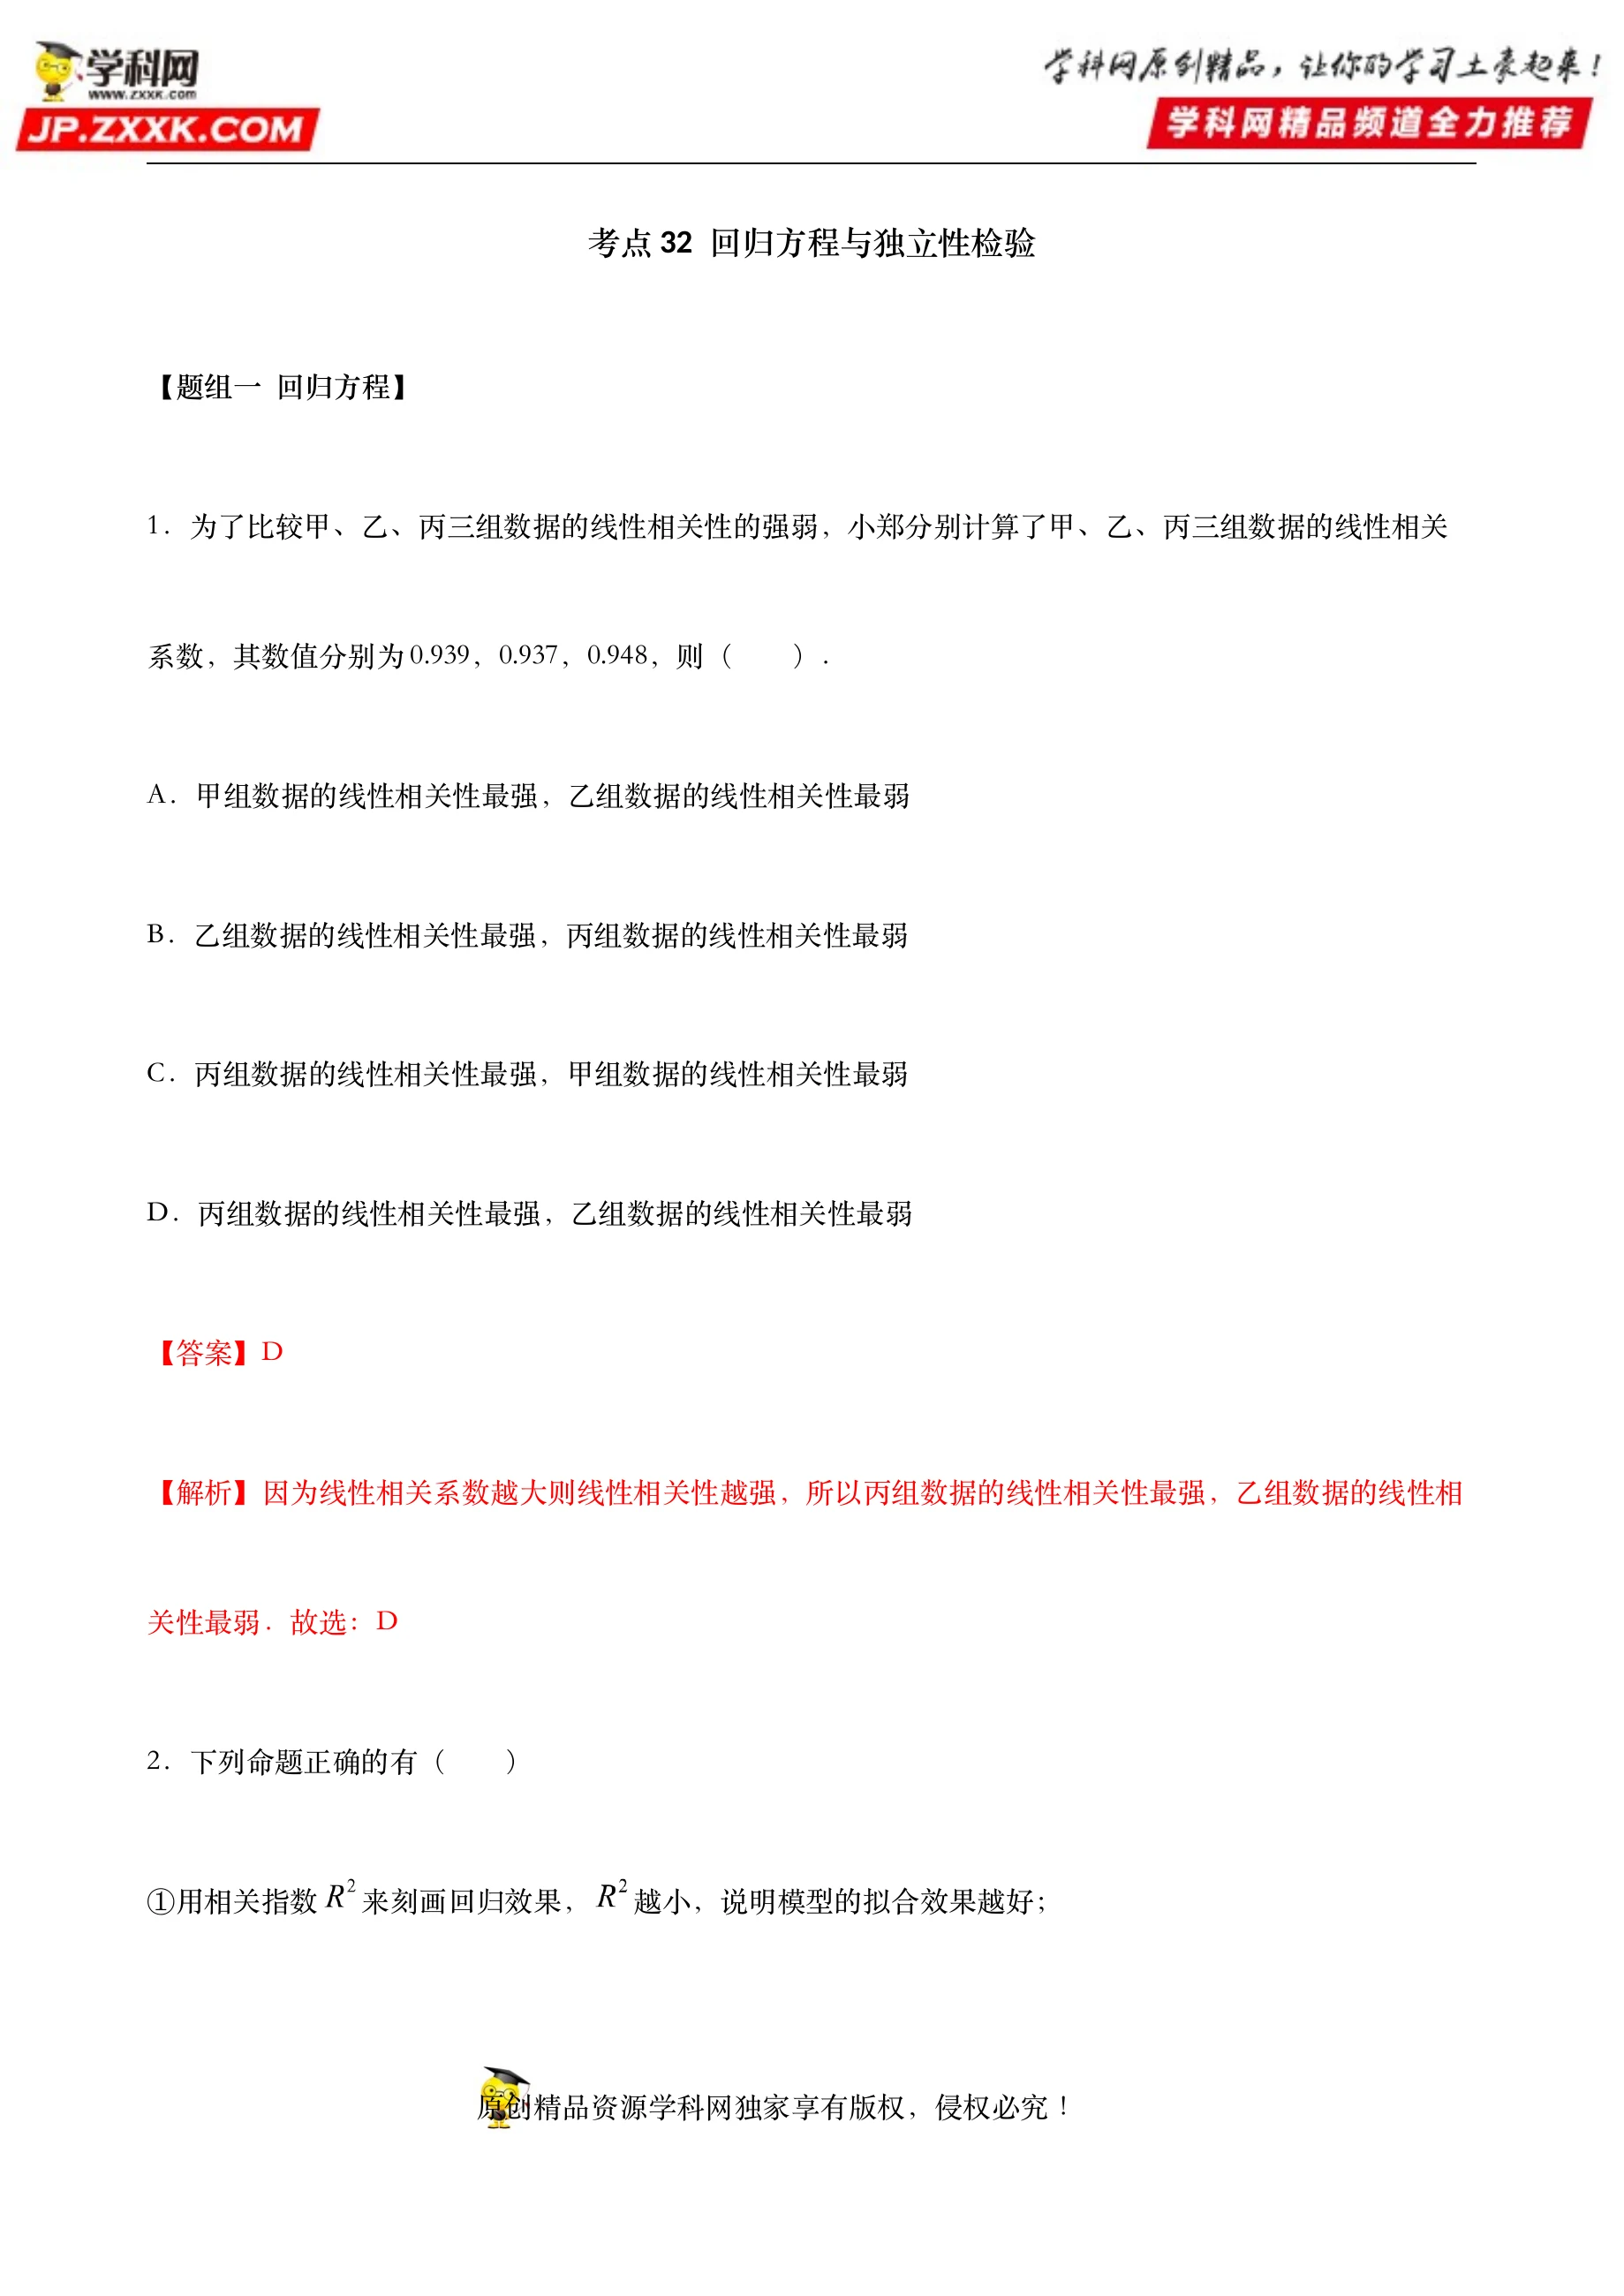 学科网
www.zxxk.com
JP.ZXXK.COM
学科网原创精品，让你的学习土豪起来！
学科网精品频道全力推荐
考点 32 回归方程与独立性检验
【题组一 回归方程】
1．为了比较甲、乙、丙三组数据的线性相关性的强弱，小郑分别计算了甲、乙、丙三组数据的线性相关
系数，其数值分别为0.939，0.937，0.948，则（　　）．
A．甲组数据的线性相关性最强，乙组数据的线性相关性最弱
B．乙组数据的线性相关性最强，丙组数据的线性相关性最弱
C．丙组数据的线性相关性最强，甲组数据的线性相关性最弱
D．丙组数据的线性相关性最强，乙组数据的线性相关性最弱
【答案】D
【解析】因为线性相关系数越大则线性相关性越强，所以丙组数据的线性相关性最强，乙组数据的线性相
关性最弱．故选：D
2．下列命题正确的有（　　）
①用相关指数 R² 来刻画回归效果，R² 越小，说明模型的拟合效果越好；
原创精品资源学科网独家享有版权，侵权必究！